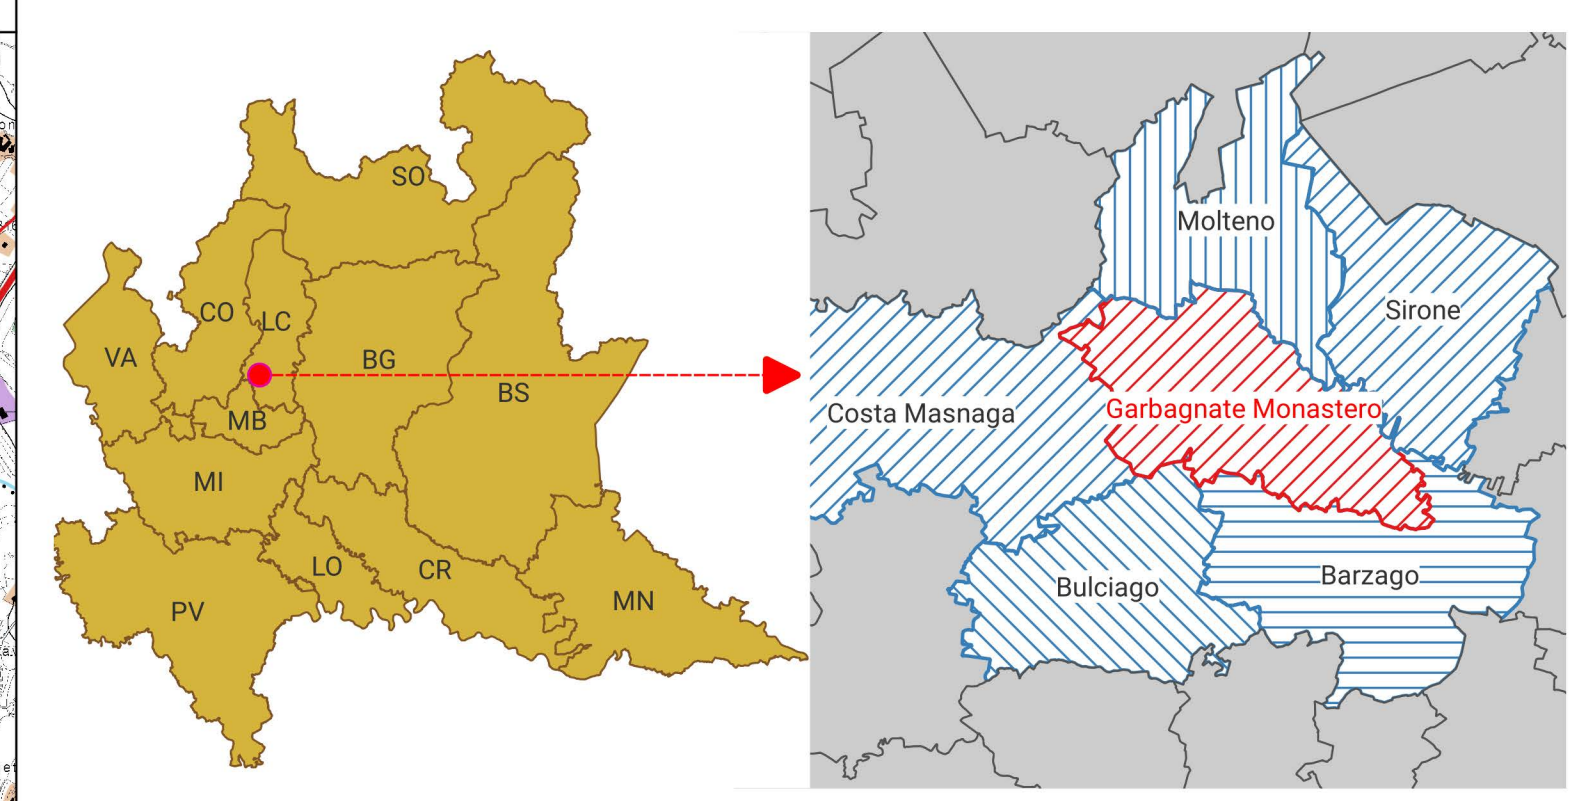 SO
CO
LC
VA
BG
BS
MB
MI
LO
CR
PV
MN
Molteno
Sirone
Costa Masnaga
Garbagnate Monastero
Bulciago
Barzago